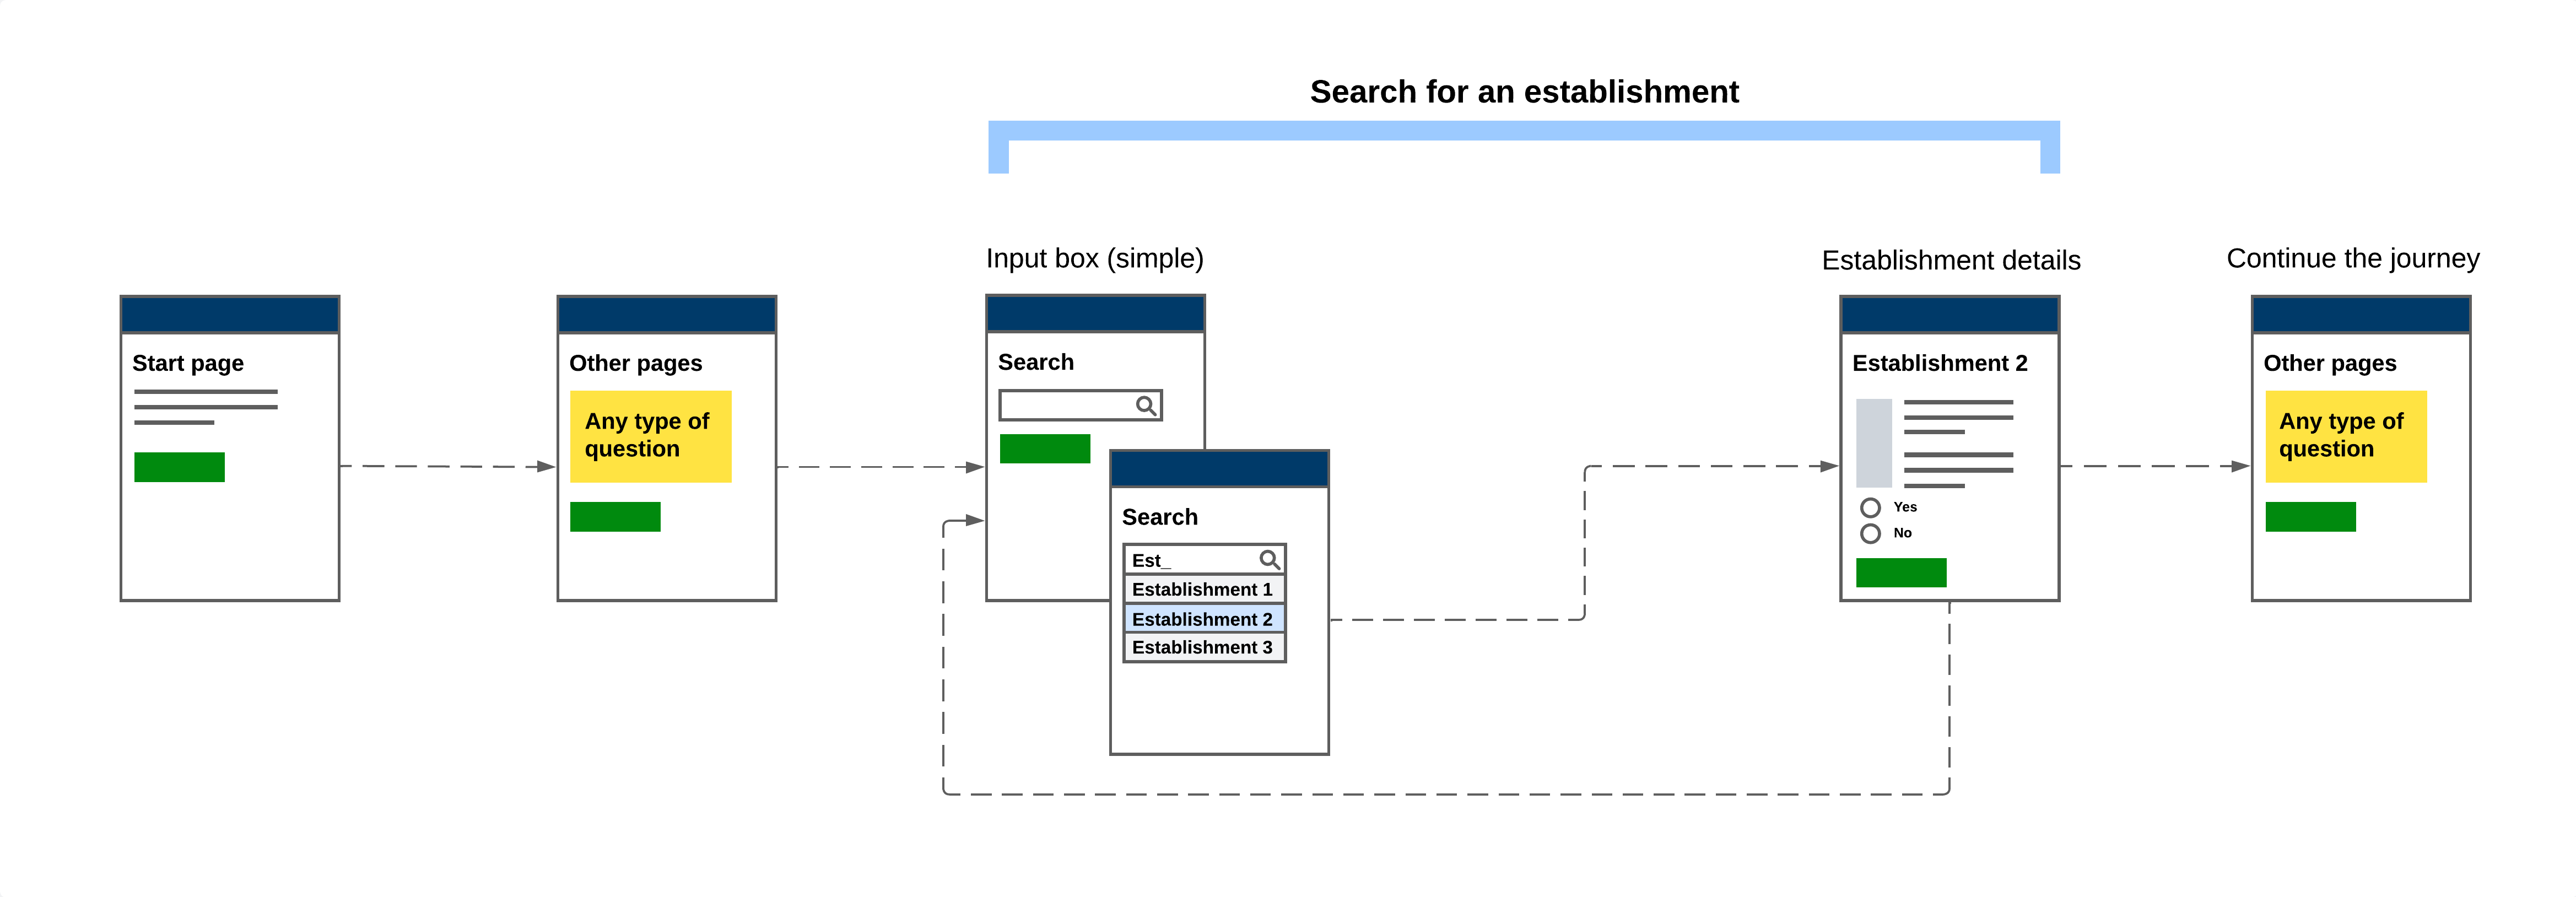 Search for an establishment
Input box (simple)
Establishment details
Continue the journey
Start page
Other pages
Any type of
question
Search
Search
Est_
Establishment 1
Establishment 2
Establishment 3
Establishment 2
Yes
No
Other pages
Any type of
question